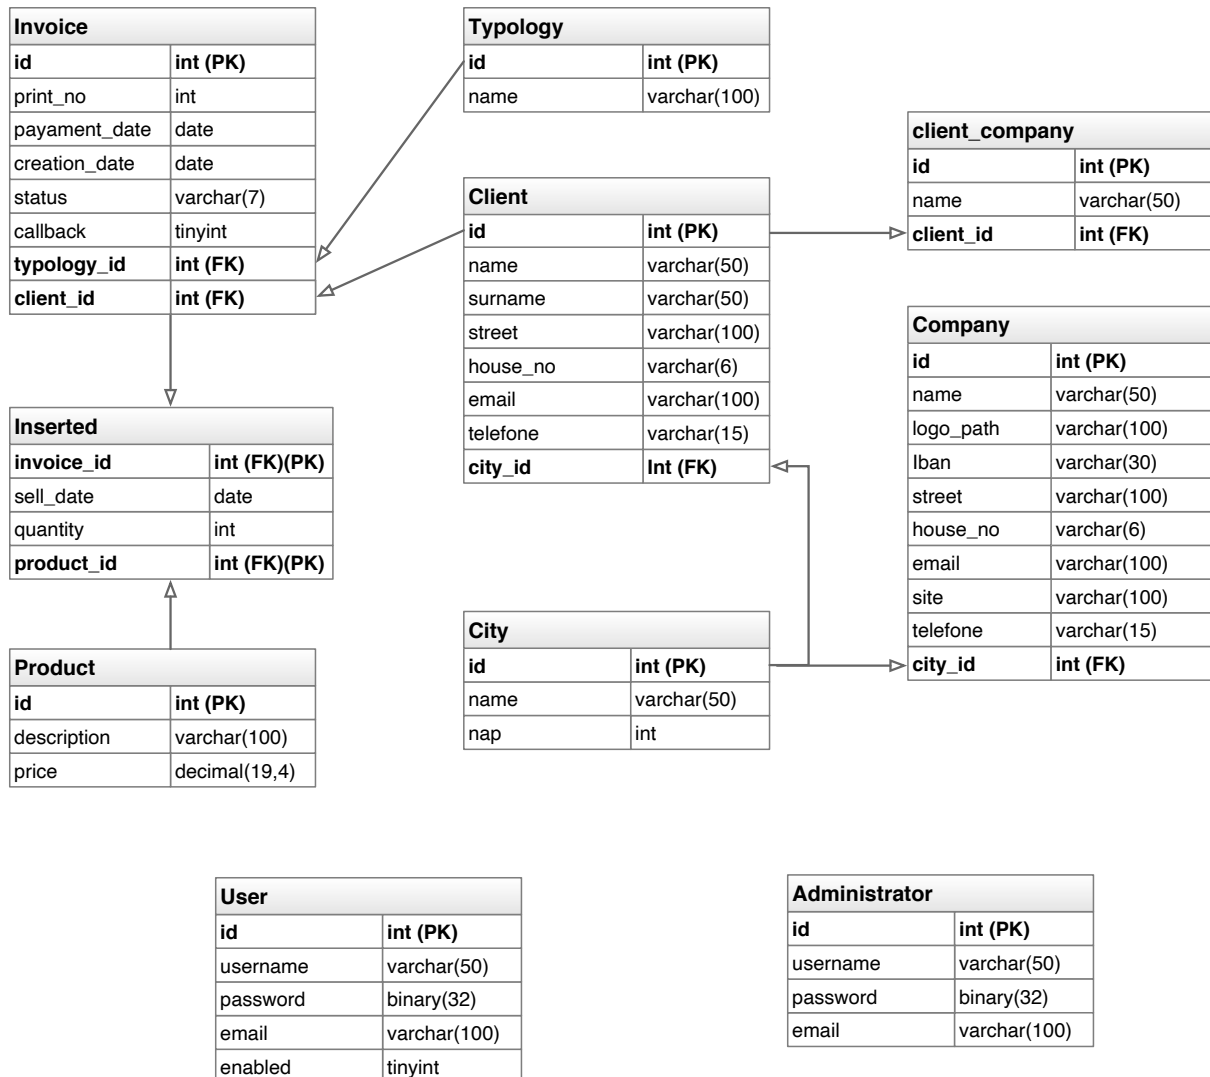 Invoice
id int (PK)
print_no int
payament_date date
creation_date date
status varchar(7)
callback tinyint
typology_id int (FK)
client_id int (FK)
Typology
id int (PK)
name varchar(100)
client_company
id int (PK)
name varchar(50)
client_id int (FK)
Client
id int (PK)
name varchar(50)
surname varchar(50)
street varchar(100)
house_no varchar(6)
email varchar(100)
telefone varchar(15)
city_id Int (FK)
Company
id int (PK)
name varchar(50)
logo_path varchar(100)
Iban varchar(30)
street varchar(100)
house_no varchar(6)
email varchar(100)
site varchar(100)
telefone varchar(15)
city_id int (FK)
Inserted
invoice_id int (FK)(PK)
sell_date date
quantity int
product_id int (FK)(PK)
City
id int (PK)
name varchar(50)
nap int
Product
id int (PK)
description varchar(100)
price decimal(19,4)
User
id int (PK)
username varchar(50)
password binary(32)
email varchar(100)
enabled tinyint
Administrator
id int (PK)
username varchar(50)
password binary(32)
email varchar(100)